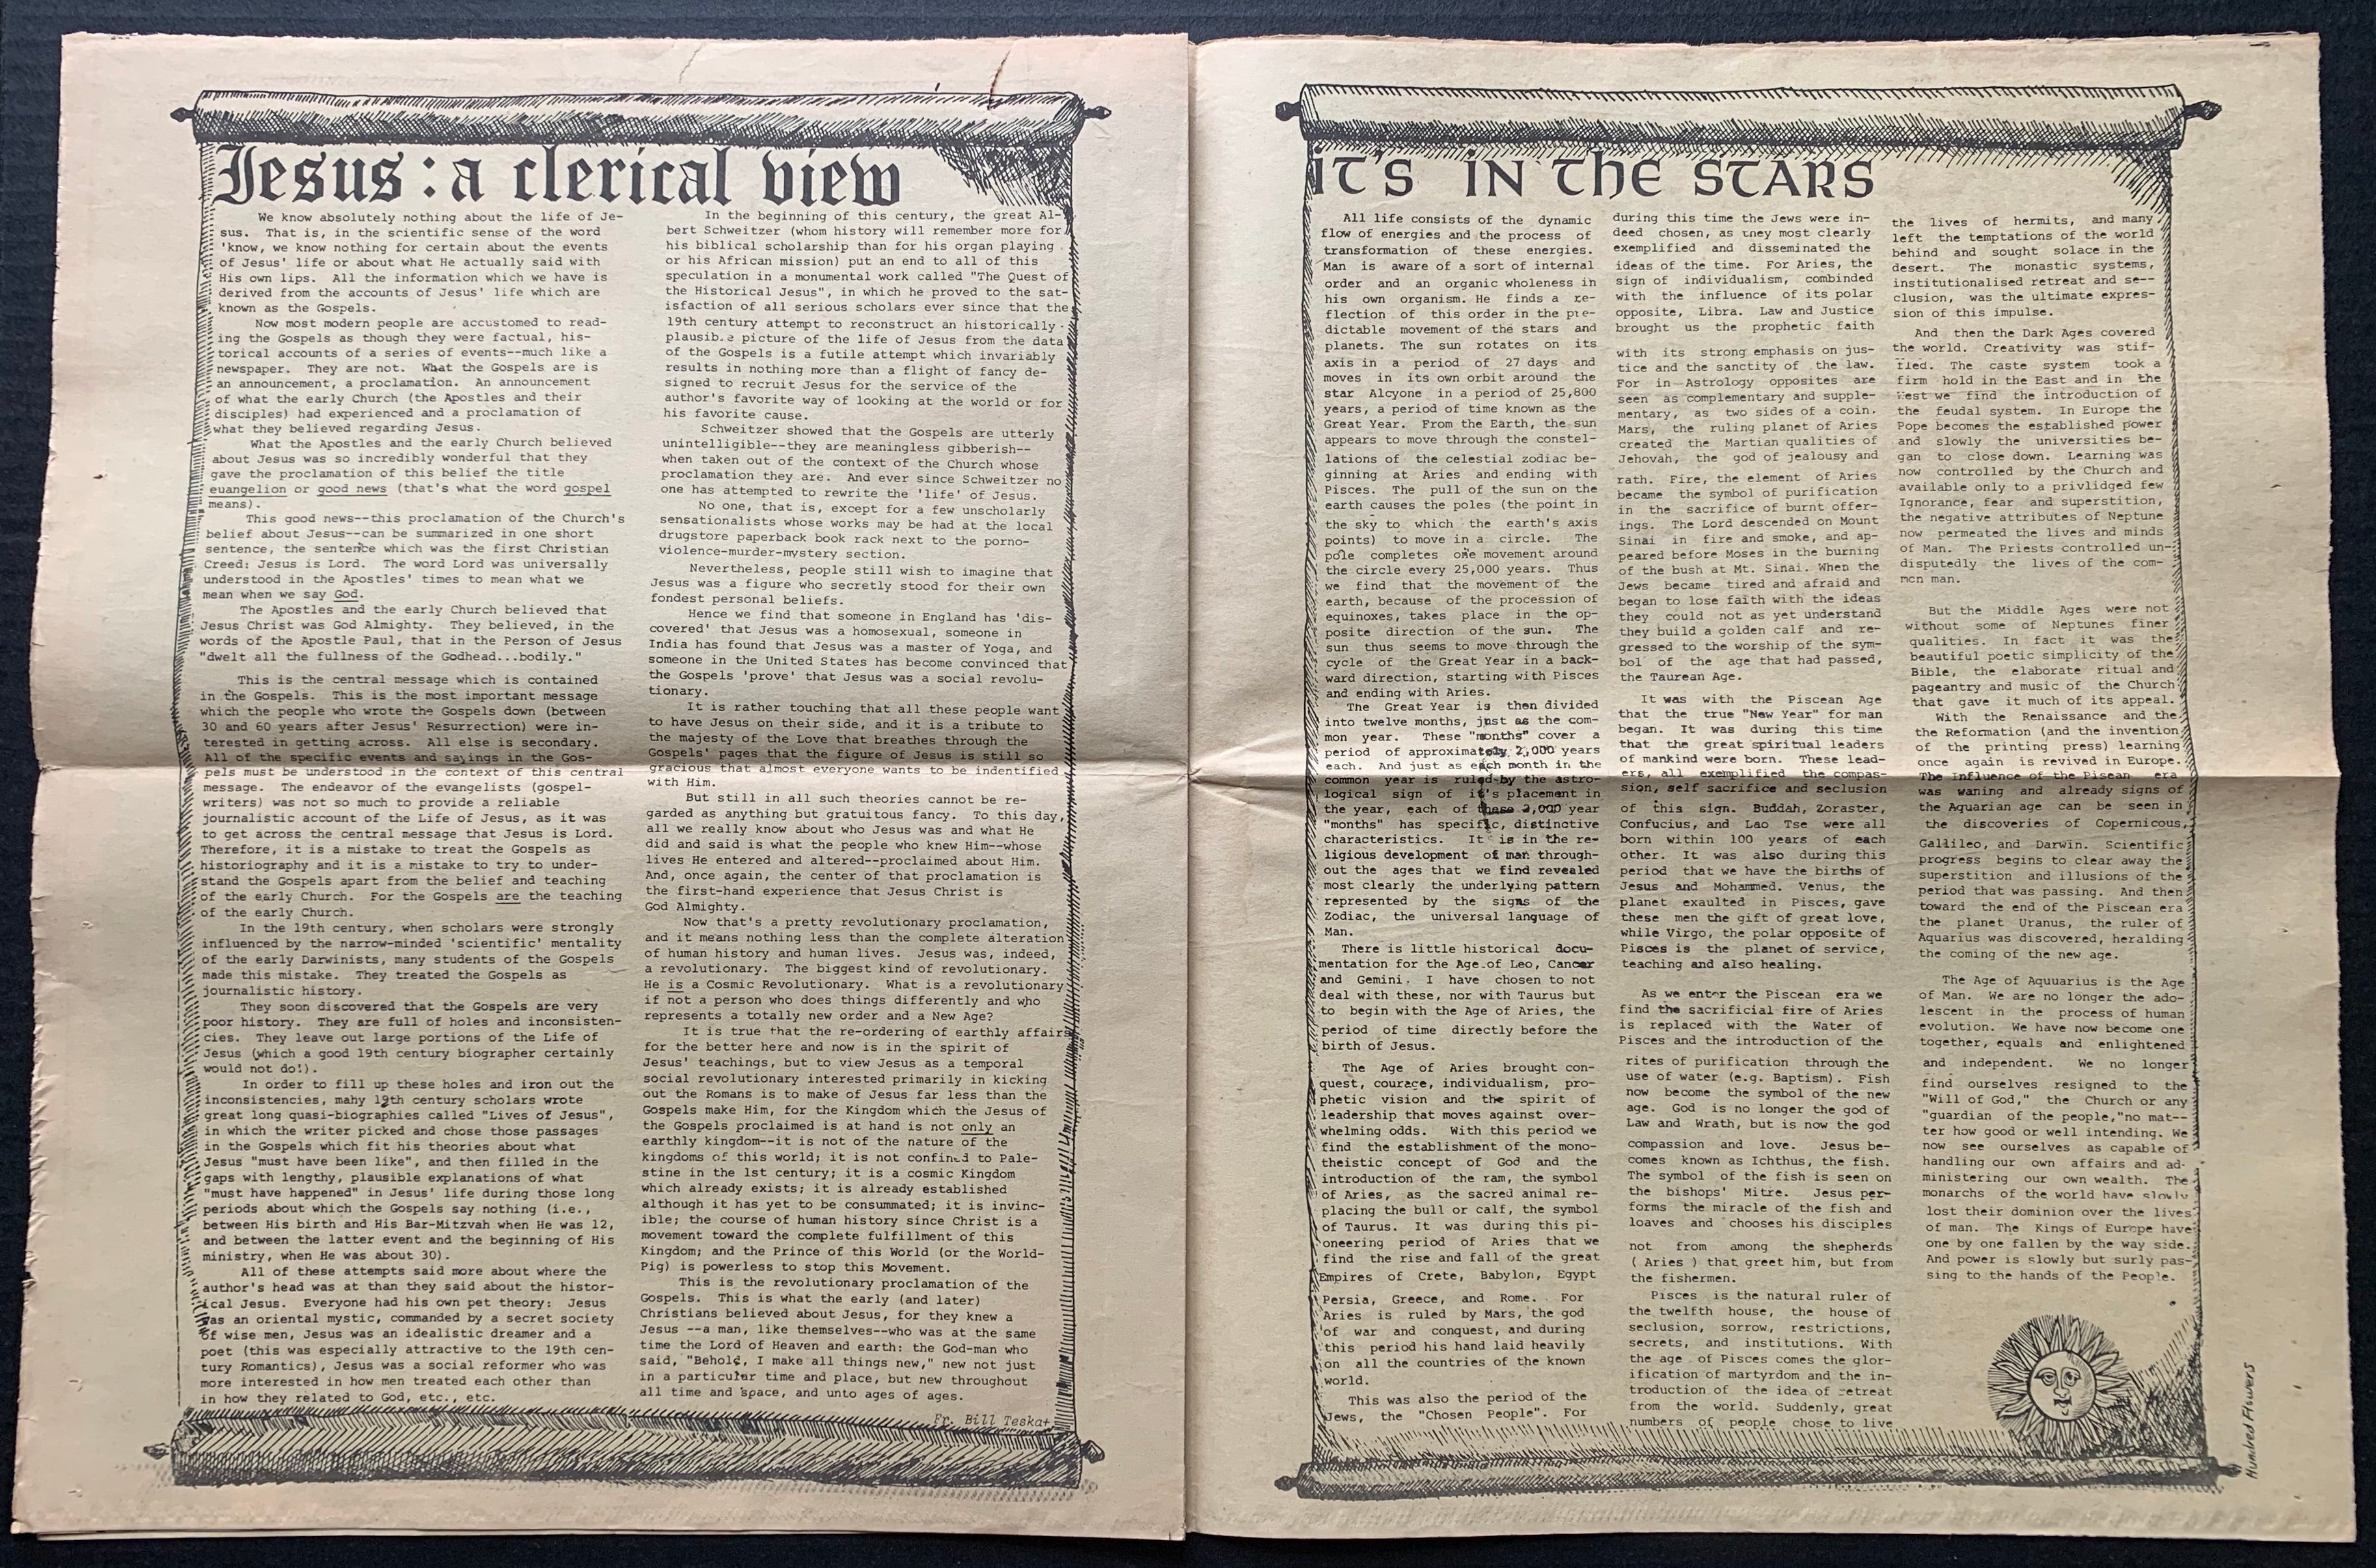 Jesus: a clerical view
We know absolutely nothing about the life of Je-
sus. That is, in the scientific sense of the word
'know, we know nothing for certain about the events
of Jesus' life or about what He actually said with
His own lips. All the information which we have is
derived from the accounts of Jesus' life which are
known as the Gospels.
Now most modern people are accustomed to read-
ing the Gospels as though they were factual, his-
torical accounts of a series of events--much like a
newspaper. They are not. What the Gospels are is
an announcement, a proclamation. An announcement
of what the early Church (the Apostles and their
disciples) had experienced and a proclamation of
what they believed regarding Jesus.
What the Apostles and the early Church believed
about Jesus was so incredibly wonderful that they
gave the proclamation of this belief the title
euangelion or good news (that's what the word gospel
means).
This good news--this proclamation of the Church's
belief about Jesus--can be summarized in one short
sentence, the sentence which was the first Christian
Creed: Jesus is Lord. The word Lord was universally
understood in the Apostles' times to mean what we
mean when we say God.
The Apostles and the early Church believed that
Jesus Christ was God Almighty. They believed, in the
words of the Apostle Paul, that in the Person of Jesus
"dwelt all the fullness of the Godhead...bodily."
This is the central message which is contained
in the Gospels. This is the most important message
which the people who wrote the Gospels down (between
30 and 60 years after Jesus' Resurrection) were in-
terested in getting across. All else is secondary.
All of the specific events and sayings in the Gos-
pels must be understood in the context of this central
message. The endeavor of the evangelists (gospel-
writers) was not so much to provide a reliable
journalistic account of the Life of Jesus, as it was
to get across the central message that Jesus is Lord.
Therefore, it is a mistake to treat the Gospels as
historiography and it is a mistake to try to under-
stand the Gospels apart from the belief and teaching
of the early Church. For the Gospels are the teaching
of the early Church.
In the 19th century, when scholars were strongly
influenced by the narrow-minded 'scientific' mentality
of the early Darwinists, many students of the Gospels
made this mistake. They treated the Gospels as
journalistic history.
They soon discovered that the Gospels are very
poor history. They are full of holes and inconsisten-
cies. They leave out large portions of the Life of
Jesus (which a good 19th century biographer certainly
would not do!).
In order to fill up these holes and iron out the
inconsistencies, mahy 19th century scholars wrote
great long quasi-biographies called "Lives of Jesus",
in which the writer picked and chose those passages
in the Gospels which fit his theories about what
Jesus "must have been like", and then filled in the
gaps with lengthy, plausible explanations of what
"must have happened" in Jesus' life during those long
periods about which the Gospels say nothing (i.e.,
between His birth and His Bar-Mitzvah when He was 12,
and between the latter event and the beginning of His
ministry, when He was about 30).
All of these attempts said more about where the
author's head was at than they said about the histor-
ical Jesus. Everyone had his own pet theory: Jesus
was an oriental mystic, commanded by a secret society
of wise men, Jesus was an idealistic dreamer and a
poet (this was especially attractive to the 19th cen-
tury Romantics), Jesus was a social reformer who was
more interested in how men treated each other than
in how they related to God, etc., etc.
In the beginning of this century, the great Al-
bert Schweitzer (whom history will remember more for
his biblical scholarship than for his organ playing
or his African mission) put an end to all of this
speculation in a monumental work called "The Quest of
the Historical Jesus", in which he proved to the sat-
isfaction of all serious scholars ever since that the
19th century attempt to reconstruct an historically
plausible picture of the life of Jesus from the data
of the Gospels is a futile attempt which invariably
results in nothing more than a flight of fancy de-
signed to recruit Jesus for the service of the
author's favorite way of looking at the world or for
his favorite cause.
Schweitzer showed that the Gospels are utterly
unintelligible--they are meaningless gibberish--
when taken out of the context of the Church whose
proclamation they are. And ever since Schweitzer no
one has attempted to rewrite the 'life' of Jesus.
No one, that is, except for a few unscholarly
sensationalists whose works may be had at the local
drugstore paperback book rack next to the porno-
violence-murder-mystery section.
Nevertheless, people still wish to imagine that
Jesus was a figure who secretly stood for their own
fondest personal beliefs.
Hence we find that someone in England has 'dis-
covered' that Jesus was a homosexual, someone in
India has found that Jesus was a master of Yoga, and
someone in the United States has become convinced that
the Gospels 'prove' that Jesus was a social revolu-
tionary.
It is rather touching that all these people want
to have Jesus on their side, and it is a tribute to
the majesty of the Love that breathes through the
Gospels' pages that the figure of Jesus is still so
gracious that almost everyone wants to be indentified
with Him.
But still in all such theories cannot be re-
garded as anything but gratuitous fancy. To this day,
all we really know about who Jesus was and what He
did and said is what the people who knew Him--whose
lives He entered and altered--proclaimed about Him.
And, once again, the center of that proclamation is
the first-hand experience that Jesus Christ is
God Almighty.
Now that's a pretty revolutionary proclamation,
and it means nothing less than the complete alteration
of human history and human lives. Jesus was, indeed,
a revolutionary. The biggest kind of revolutionary.
He is a Cosmic Revolutionary. What is a revolutionary
if not a person who does things differently and who
represents a totally new order and a New Age?
It is true that the re-ordering of earthly affairs
for the better here and now is in the spirit of
Jesus' teachings, but to view Jesus as a temporal
social revolutionary interested primarily in kicking
out the Romans is to make of Jesus far less than the
Gospels make Him, for the Kingdom which the Jesus of
the Gospels proclaimed is at hand is not only an
earthly kingdom--it is not of the nature of the
kingdoms of this world; it is not confined to Pale-
stine in the 1st century; it is a cosmic Kingdom
which already exists; it is already established
although it has yet to be consummated; it is invinc-
ible; the course of human history since Christ is a
movement toward the complete fulfillment of this
Kingdom; and the Prince of this World (or the World-
Pig) is powerless to stop this Movement.
This is the revolutionary proclamation of the
Gospels. This is what the early (and later)
Christians believed about Jesus, for they knew a
Jesus --a man, like themselves--who was at the same
time the Lord of Heaven and earth: the God-man who
said, "Behold, I make all things new," new not just
in a particular time and place, but new throughout
all time and space, and unto ages of ages.
Fr. Bill Teska+
iT'S IN THE STARS
All life consists of the dynamic
flow of energies and the process of
transformation of these energies.
Man is aware of a sort of internal
order and an organic wholeness in
his own organism. He finds a re-
flection of this order in the pre-
dictable movement of the stars and
planets. The sun rotates on its
axis in a period of 27 days and
moves in its own orbit around the
star Alcyone in a period of 25,800
years, a period of time known as the
Great Year. From the Earth, the sun
appears to move through the constel-
lations of the celestial zodiac be-
ginning at Aries and ending with
Pisces. The pull of the sun on the
earth causes the poles (the point in
the sky to which the earth's axis
points) to move in a circle. The
pole completes one movement around
the circle every 25,000 years. Thus
we find that the movement of the
earth, because of the procession of
equinoxes, takes place in the op-
posite direction of the sun. The
sun thus seems to move through the
cycle of the Great Year in a back-
ward direction, starting with Pisces
and ending with Aries.
The Great Year is then divided
into twelve months, just as the com-
mon year. These "months" cover a
period of approximately 2,000 years
each. And just as each month in the
common year is ruled by the astro-
logical sign of it's placement in
the year, each of these 2,000 year
"months" has specific, distinctive
characteristics. It is in the re-
ligious development of man through-
out the ages that we find revealed
most clearly the underlying pattern
represented by the signs of the
Zodiac, the universal language of
Man.
There is little historical docu-
mentation for the Age of Leo, Cancer
and Gemini. I have chosen to not
deal with these, nor with Taurus but
to begin with the Age of Aries, the
period of time directly before the
birth of Jesus.
The Age of Aries brought con-
quest, courage, individualism, pro-
phetic vision and the spirit of
leadership that moves against over-
whelming odds. With this period we
find the establishment of the mono-
theistic concept of God and the
introduction of the ram, the symbol
of Aries, as the sacred animal re-
placing the bull or calf, the symbol
of Taurus. It was during this pi-
oneering period of Aries that we
find the rise and fall of the great
Empires of Crete, Babylon, Egypt
Persia, Greece, and Rome. For
Aries is ruled by Mars, the god
of war and conquest, and during
this period his hand laid heavily
on all the countries of the known
world.
This was also the period of the
Jews, the "Chosen People". For
during this time the Jews were in-
deed chosen, as they most clearly
exemplified and disseminated the
ideas of the time. For Aries, the
sign of individualism, combined
with the influence of its polar
opposite, Libra. Law and Justice
brought us the prophetic faith
with its strong emphasis on jus-
tice and the sanctity of the law.
For in Astrology opposites are
seen as complementary and supple-
mentary, as two sides of a coin.
Mars, the ruling planet of Aries
created the Martian qualities of
Jehovah, the god of jealousy and
rath. Fire, the element of Aries
became the symbol of purification
in the sacrifice of burnt offer-
ings. The Lord descended on Mount
Sinai in fire and smoke, and ap-
peared before Moses in the burning
of the bush at Mt. Sinai. When the
Jews became tired and afraid and
began to lose faith with the ideas
they could not as yet understand
they build a golden calf and re-
gressed to the worship of the sym-
bol of the age that had passed,
the Taurean Age.
It was with the Piscean Age
that the true "New Year" for man
began. It was during this time
that the great spiritual leaders
of mankind were born. These lead-
ers, all exemplified the compas-
sion, self sacrifice and seclusion
of this sign. Buddah, Zoraster,
Confucius, and Lao Tse were all
born within 100 years of each
other. It was also during this
period that we have the births of
Jesus and Mohammed. Venus, the
planet exaulted in Pisces, gave
these men the gift of great love,
while Virgo, the polar opposite of
Pisces is the planet of service,
teaching and also healing.
As we enter the Piscean era we
find the sacrificial fire of Aries
is replaced with the Water of
Pisces and the introduction of the
rites of purification through the
use of water (e.g. Baptism). Fish
now become the symbol of the new
age. God is no longer the god of
Law and Wrath, but is now the god
compassion and love. Jesus be-
comes known as Ichthus, the fish.
The symbol of the fish is seen on
the bishops' Mitre. Jesus per-
forms the miracle of the fish and
loaves and chooses his disciples
not from among the shepherds
( Aries ) that greet him, but from
the fishermen.
Pisces is the natural ruler of
the twelfth house, the house of
seclusion, sorrow, restrictions,
secrets, and institutions. With
the age of Pisces comes the glor-
ification of martyrdom and the in-
troduction of the idea of retreat
from the world. Suddenly, great
numbers of people chose to live
the lives of hermits, and many
left the temptations of the world
behind and sought solace in the
desert. The monastic systems,
institutionalised retreat and se--
clusion, was the ultimate expres-
sion of this impulse.
And then the Dark Ages covered
the world. Creativity was stif-
fled. The caste system took a
firm hold in the East and in the
West we find the introduction of
the feudal system. In Europe the
Pope becomes the established power
and slowly the universities be-
gan to close down. Learning was
now controlled by the Church and
available only to a privlidged few
Ignorance, fear and superstition,
the negative attributes of Neptune
now permeated the lives and minds
of Man. The Priests controlled un-
disputedly the lives of the com-
mon man.
But the Middle Ages were not
without some of Neptunes finer
qualities. In fact it was the
beautiful poetic simplicity of the
Bible, the elaborate ritual and
pageantry and music of the Church
that gave it much of its appeal.
With the Renaissance and the
the Reformation (and the invention
of the printing press) learning
once again is revived in Europe.
The Influence of the Pisean era
was waning and already signs of
the Aquarian age can be seen in
the discoveries of Copernicous,
Gallileo, and Darwin. Scientific
progress begins to clear away the
superstition and illusions of the
period that was passing. And then
toward the end of the Piscean era
the planet Uranus, the ruler of
Aquarius was discovered, heralding
the coming of the new age.
The Age of Aquuarius is the Age
of Man. We are no longer the ado-
lescent in the process of human
evolution. We have now become one
together, equals and enlightened
and independent. We no longer
find ourselves resigned to the
"Will of God," the Church or any
"guardian of the people,"no mat--
ter how good or well intending. We
now see ourselves as capable of
handling our own affairs and ad-
ministering our own wealth. The
monarchs of the world have slowly
lost their dominion over the lives
of man. The Kings of Europe have
one by one fallen by the way side.
And power is slowly but surly pas-
sing to the hands of the People.
Hundred Flowers